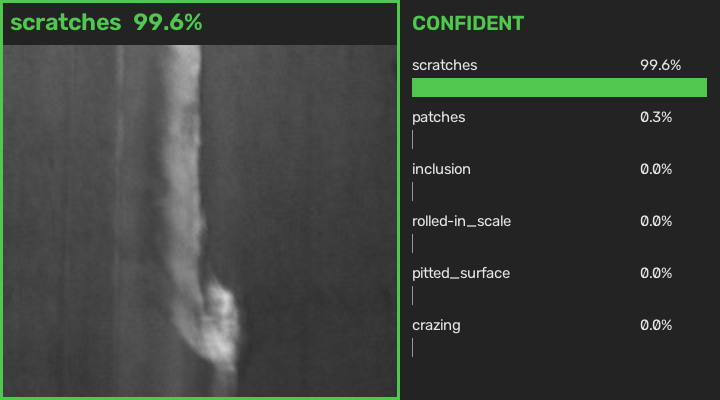 scratches 99.6%
CONFIDENT
scratches 99.6%
patches 0.3%
inclusion 0.0%
rolled-in_scale 0.0%
pitted_surface 0.0%
crazing 0.0%